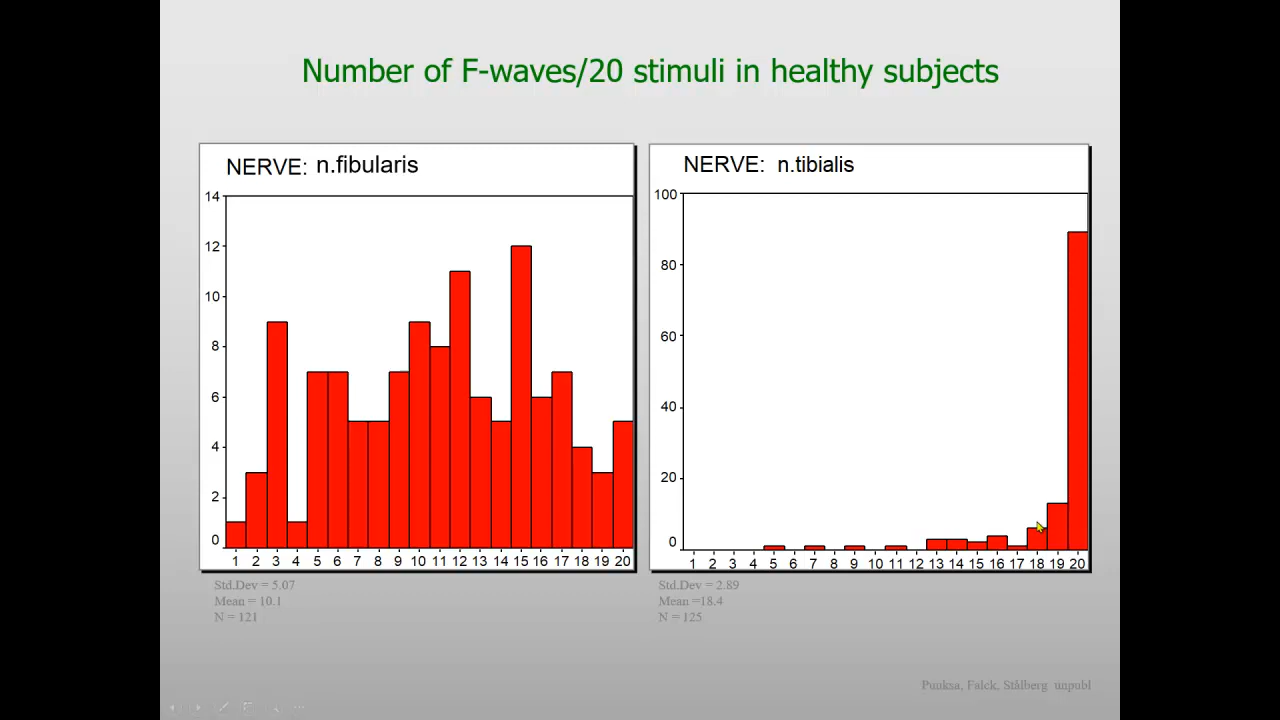 Number of F-waves/20 stimuli in healthy subjects
NERVE: n.fibularis
14
12
10
8
6
4
2
0
1 2 3 4 5 6 7 8 9 10 11 12 13 14 15 16 17 18 19 20
Std.Dev = 5.07
Mean = 10.1
N = 121
NERVE: n.tibialis
100
80
60
40
20
0
1 2 3 4 5 6 7 8 9 10 11 12 13 14 15 16 17 18 19 20
Std.Dev = 2.89
Mean =18.4
N = 125
Puuksa, Falck, Stålberg unpubl